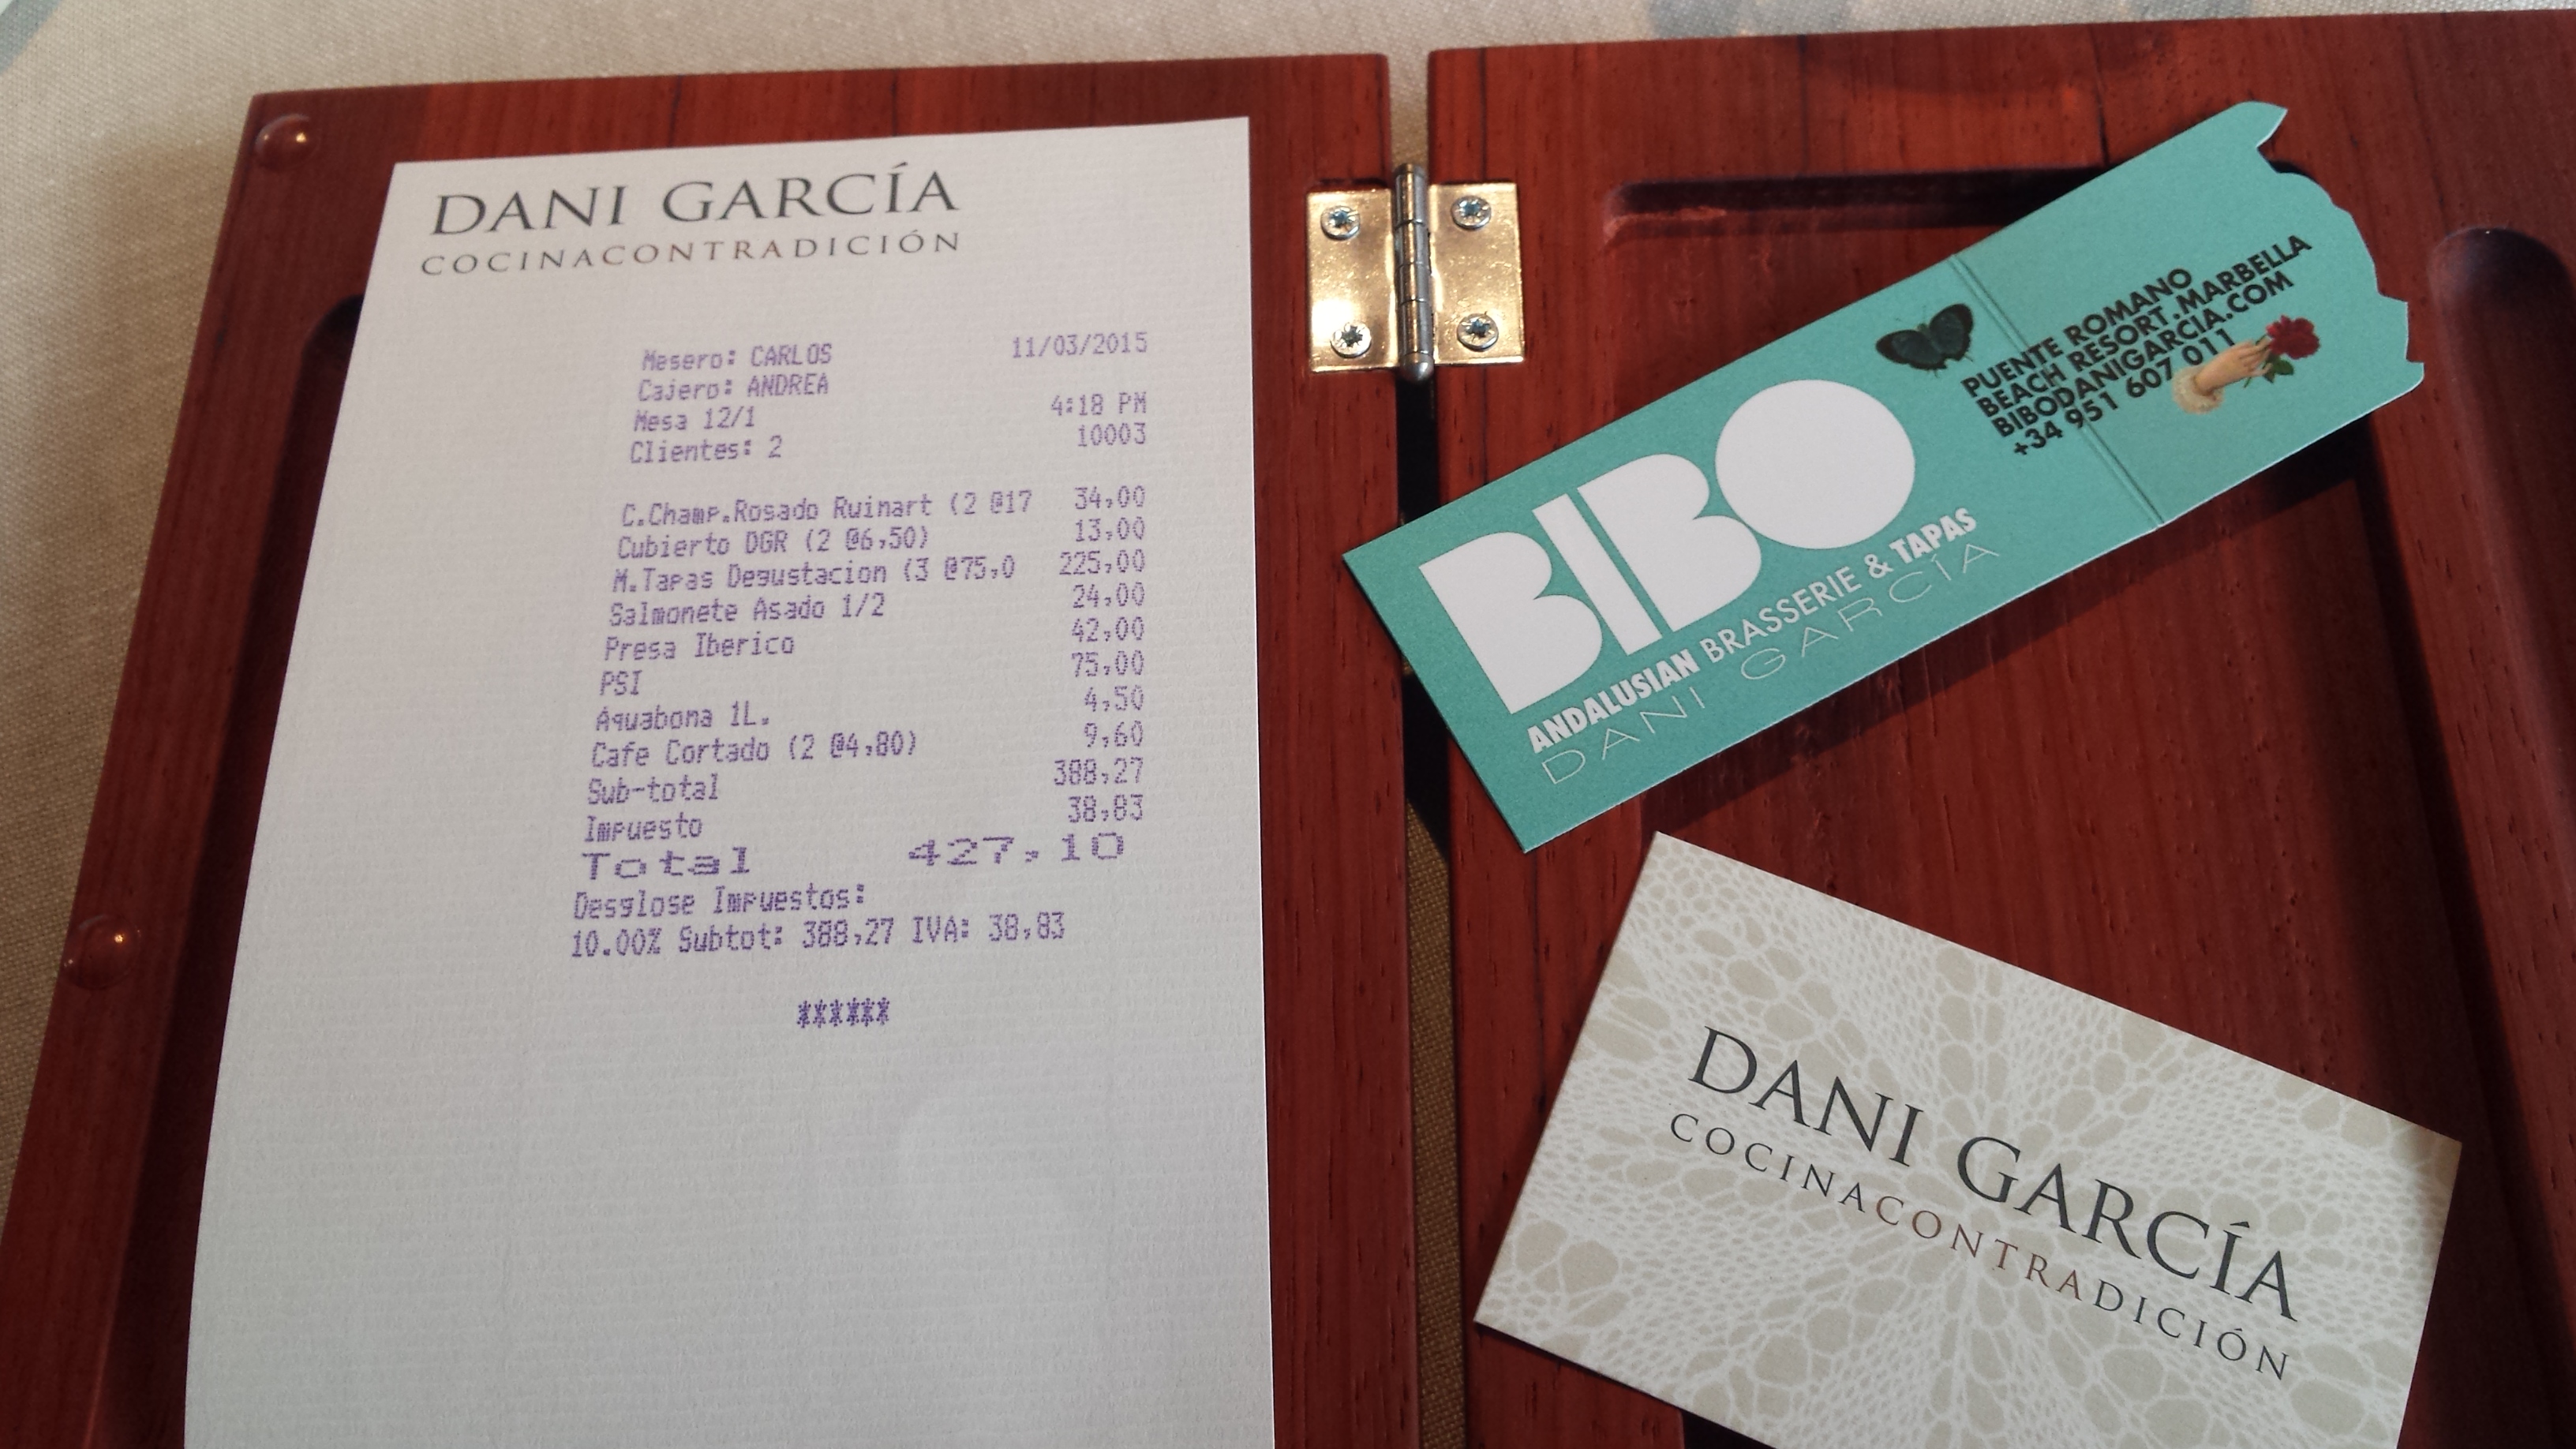 DANI GARCÍA
COCINACONTRADICIÓN
Mesero: CARLOS 11/03/2015
Cajero: ANDREA
Mesa 12/1 4:18 PM
Clientes: 2 10003
C.Champ.Rosado Ruinart (2 @17 34,00
Cubierto DGR (2 @6,50) 13,00
M.Tapas Degustacion (3 @75,0 225,00
Salmonete Asado 1/2 24,00
Presa Iberico 42,00
PSI 75,00
Aquabona 1L. 4,50
Cafe Cortado (2 @4,80) 9,60
Sub-total 388,27
Impuesto 38,83
Total 427,10
Desglose Impuestos:
10.00% Subtot: 388,27 IVA: 38,83
******
BIBO
ANDALUSIAN BRASSERIE & TAPAS
DANI GARCÍA
PUENTE ROMANO
BEACH RESORT.MARBELLA
BIBODANIGARCIA.COM
+34 951 607 011
DANI GARCÍA
COCINACONTRADICIÓN